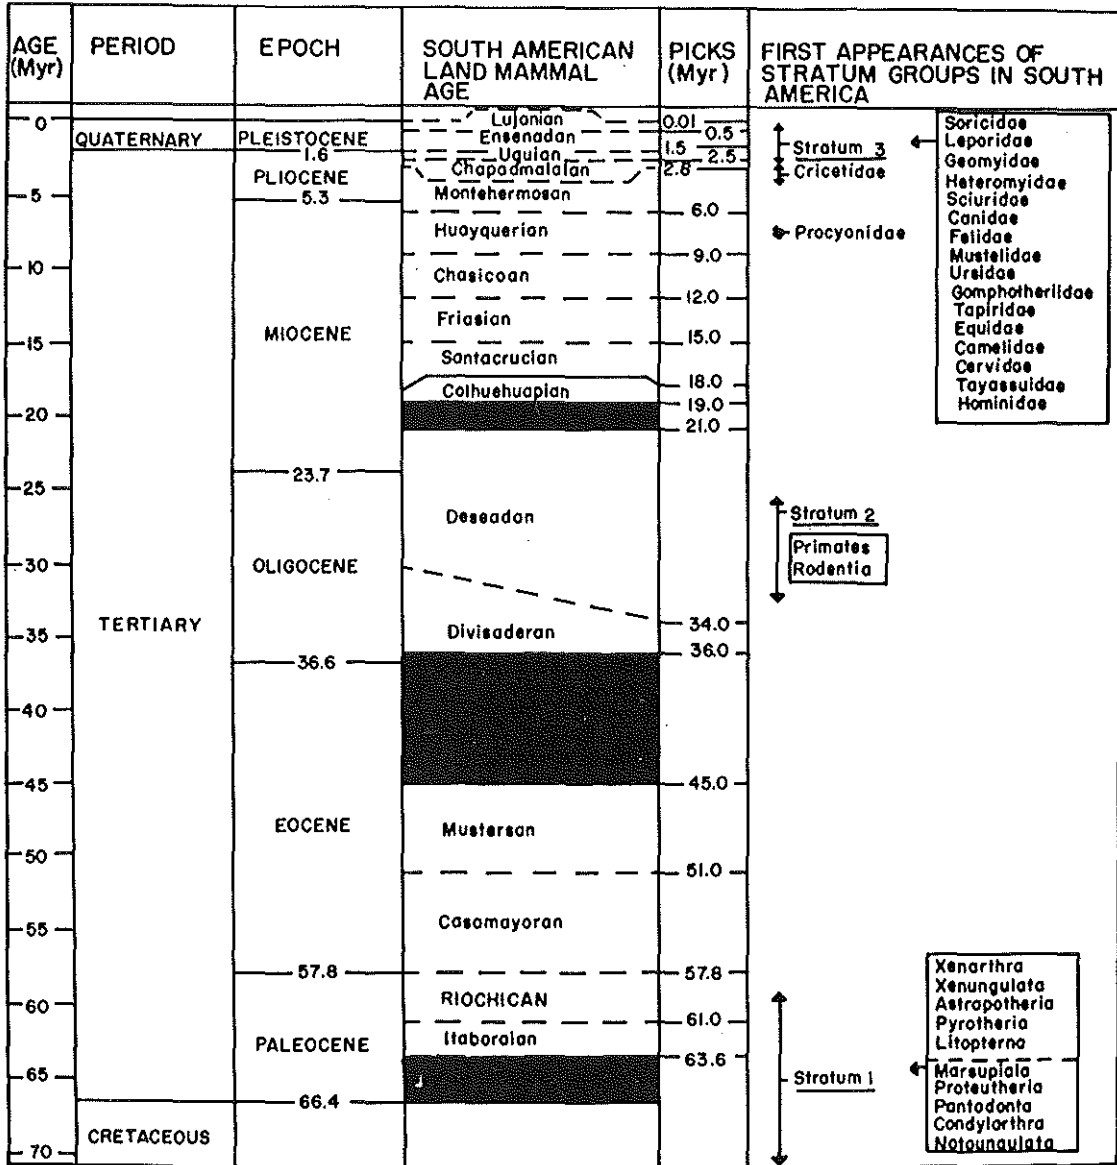 AGE (Myr)
PERIOD
EPOCH
SOUTH AMERICAN LAND MAMMAL AGE
PICKS (Myr)
FIRST APPEARANCES OF STRATUM GROUPS IN SOUTH AMERICA
0
5
10
15
20
25
30
35
40
45
50
55
60
65
70
QUATERNARY
TERTIARY
CRETACEOUS
PLEISTOCENE
1.6
PLIOCENE
5.3
MIOCENE
23.7
OLIGOCENE
36.6
EOCENE
57.8
PALEOCENE
66.4
Lujonian
Ensenadan
Uquian
Chapadmalalan
Montehermosan
Huayquerian
Chasicoan
Friasian
Santacrucian
Colhuehuapian
Deseadan
Divisaderan
Mustersan
Casamayoran
RIOCHICAN
Itaboraian
0.01
0.5
1.5
2.5
2.8
6.0
9.0
12.0
15.0
18.0
19.0
21.0
34.0
36.0
45.0
51.0
57.8
61.0
63.6
Stratum 3
Cricetidae
Procyonidae
Stratum 2
Primates
Rodentia
Stratum 1
Soricidae
Leporidae
Geomyidae
Heteromyidae
Sciuridae
Canidae
Felidae
Mustelidae
Ursidae
Gomphotheriidae
Tapiridae
Equidae
Camelidae
Cervidae
Tayassuidae
Hominidae
Xenarthra
Xenungulata
Astrapotheria
Pyrotheria
Litopterna
Marsupiala
Proteutheria
Pantodonta
Condylarthra
Notoungulata